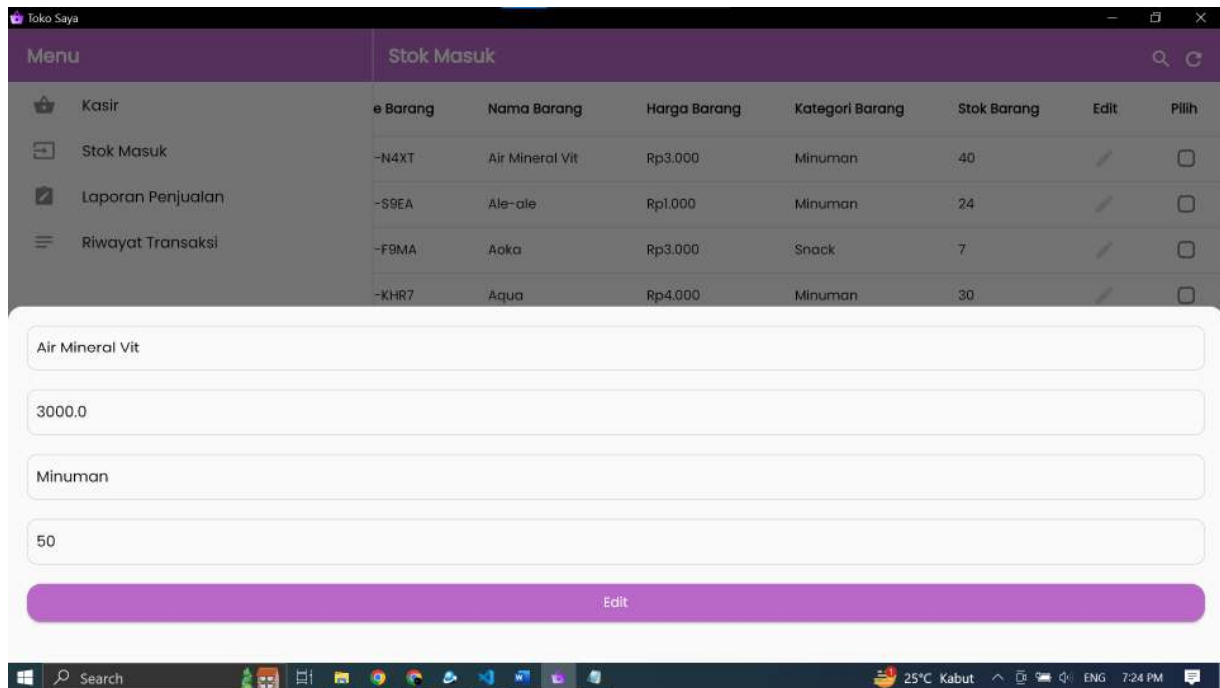 Toko Saya
Menu
Stok Masuk
Kasir
Stok Masuk
Laporan Penjualan
Riwayat Transaksi
e Barang Nama Barang Harga Barang Kategori Barang Stok Barang Edit Pilih
-N4XT Air Mineral Vit Rp3.000 Minuman 40
-S9EA Ale-ale Rp1.000 Minuman 24
-F9MA Aoka Rp3.000 Snack 7
-KHR7 Aqua Rp4.000 Minuman 30
Air Mineral Vit
3000.0
Minuman
50
Edit
Search 1 25°C Kabut ENG 7:24 PM